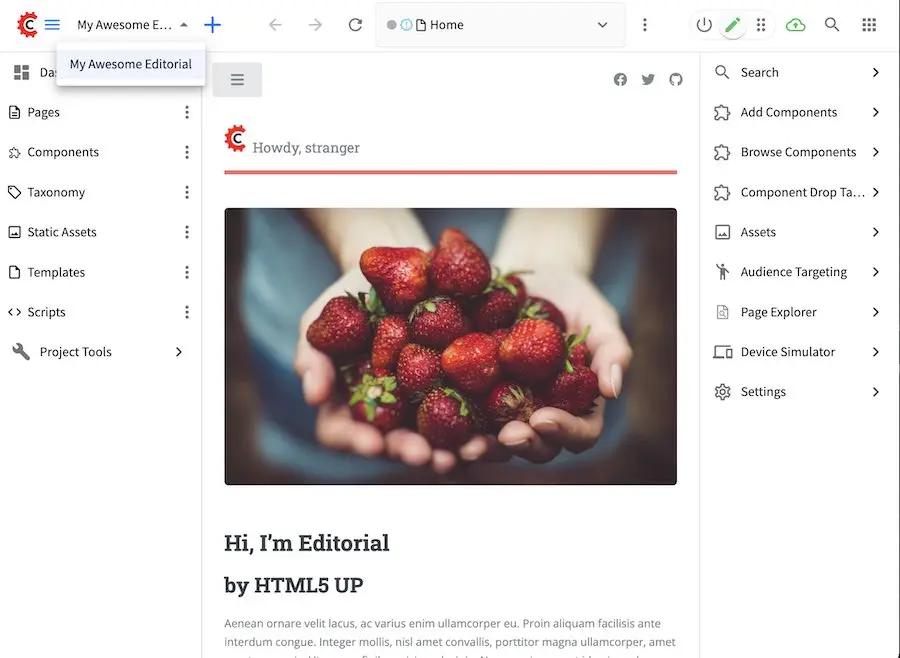 My Awesome E...
Home
My Awesome Editorial
Pages
Components
Taxonomy
Static Assets
Templates
Scripts
Project Tools
C
Howdy, stranger
Hi, I'm Editorial
by HTML5 UP
Aenean ornare velit lacus, ac varius enim ullamcorper eu. Proin aliquam facilisis ante
interdum congue. Integer mollis, nisl amet convallis, porttitor magna ullamcorper, amet
Search
Add Components
Browse Components
Component Drop Ta...
Assets
Audience Targeting
Page Explorer
Device Simulator
Settings